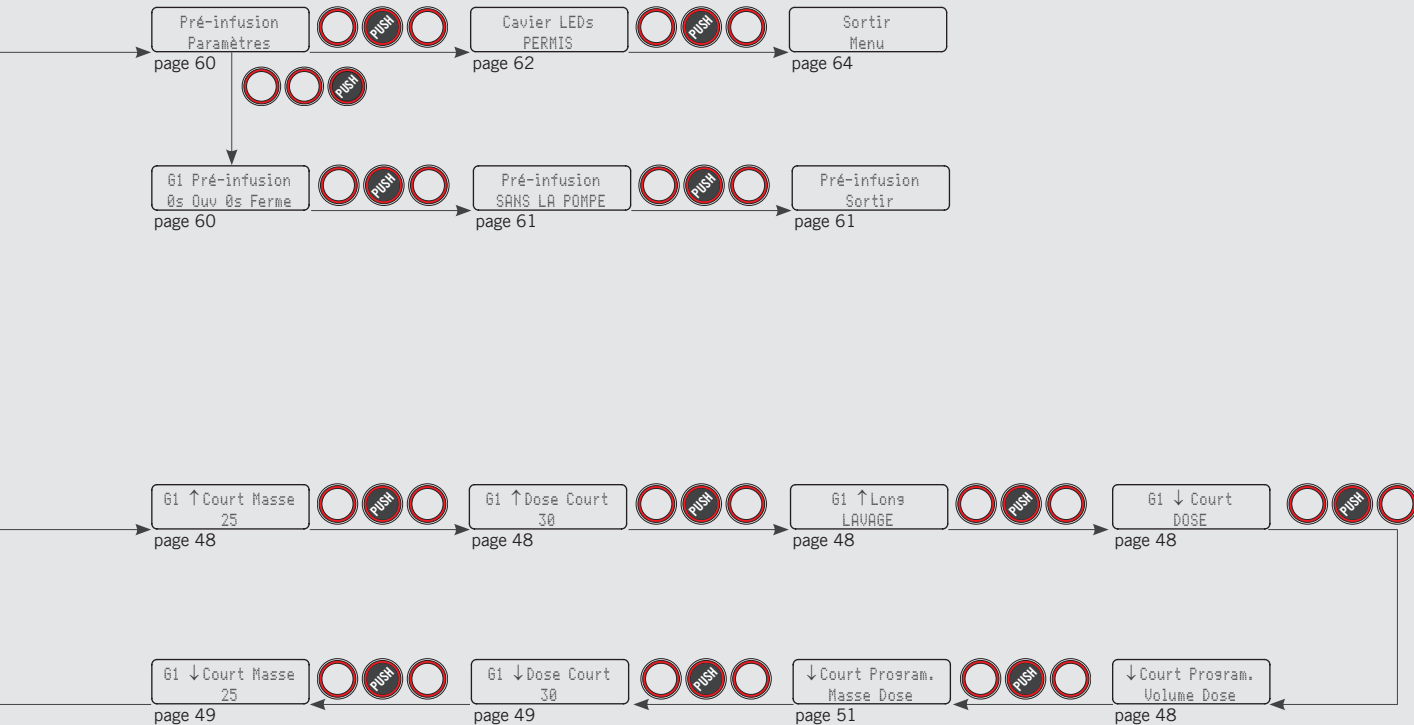 Pré-infusion
Paramètres
PUSH
Cavier LEDs
PERMIS
PUSH
Sortir
Menu
page 60
page 62
page 64
PUSH
G1 Pré-infusion
0s Ouv 0s Ferme
PUSH
Pré-infusion
SANS LA POMPE
PUSH
Pré-infusion
Sortir
page 60
page 61
page 61
G1 ↑Court Masse
25
PUSH
G1 ↑Dose Court
30
PUSH
G1 ↑Long
LAVAGE
PUSH
G1 ↓ Court
DOSE
PUSH
page 48
page 48
page 48
page 48
G1 ↓Court Masse
25
PUSH
G1 ↓Dose Court
30
PUSH
↓Court Program.
Masse Dose
PUSH
↓Court Program.
Volume Dose
page 49
page 49
page 51
page 48